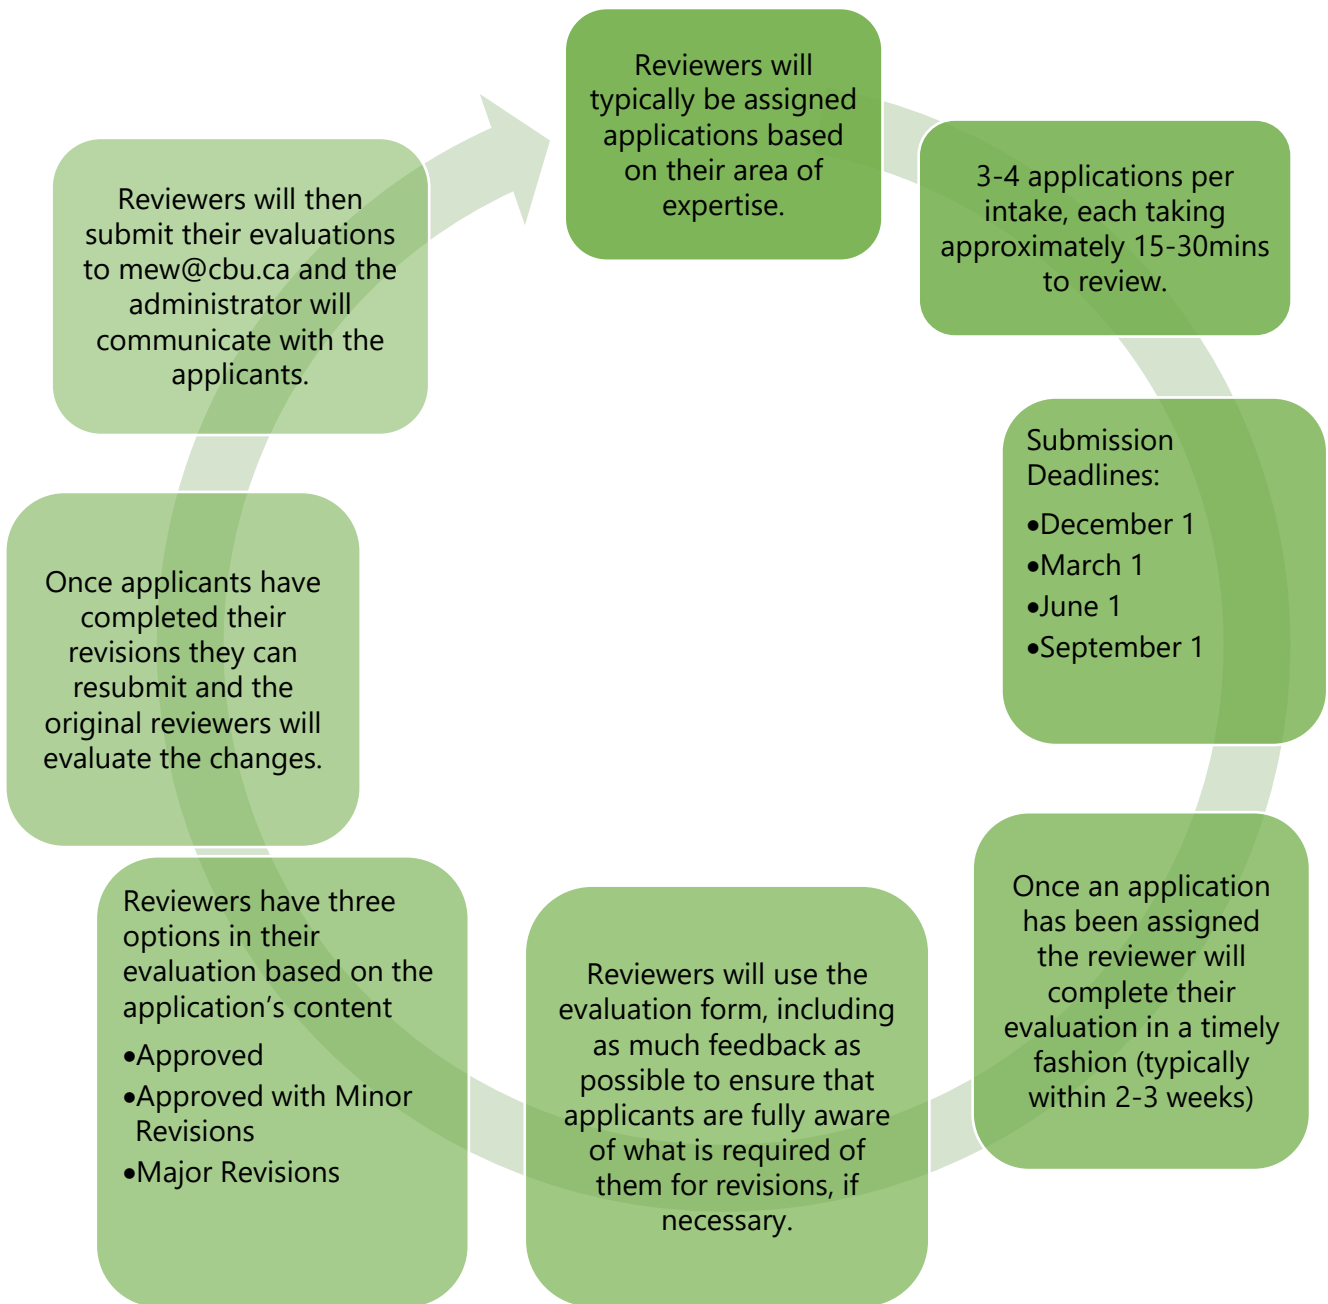 Reviewers will
typically be assigned
applications based
on their area of
expertise.
3-4 applications per
intake, each taking
approximately 15-30mins
to review.
Submission
Deadlines:
•December 1
•March 1
•June 1
•September 1
Once an application
has been assigned
the reviewer will
complete their
evaluation in a timely
fashion (typically
within 2-3 weeks)
Reviewers will use the
evaluation form, including
as much feedback as
possible to ensure that
applicants are fully aware
of what is required of
them for revisions, if
necessary.
Reviewers have three
options in their
evaluation based on the
application’s content
•Approved
•Approved with Minor
Revisions
•Major Revisions
Once applicants have
completed their
revisions they can
resubmit and the
original reviewers will
evaluate the changes.
Reviewers will then
submit their evaluations
to mew@cbu.ca and the
administrator will
communicate with the
applicants.